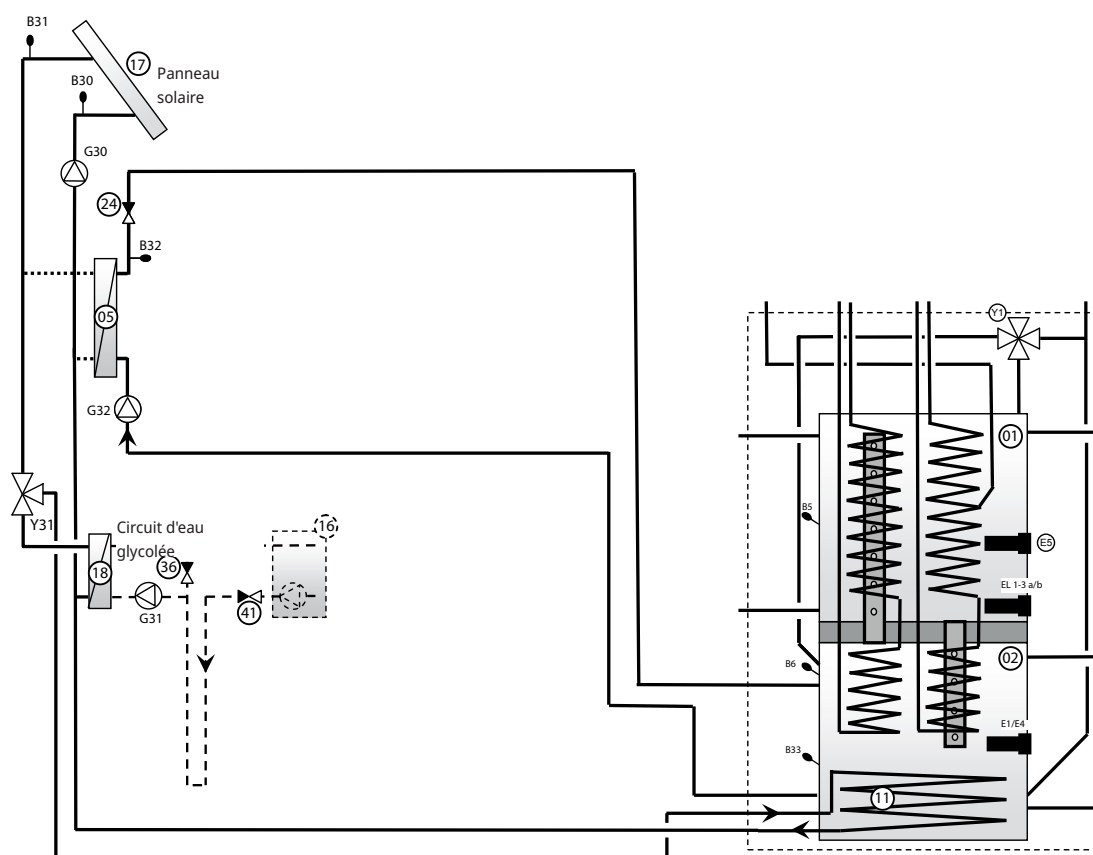 B31
17
Panneau
solaire
B30
G30
24
B32
05
G32
Y1
01
B5
E5
Y31
Circuit d'eau
glycolée
16
36
18
G31
41
EL 1-3 a/b
02
B6
E1/E4
B33
11